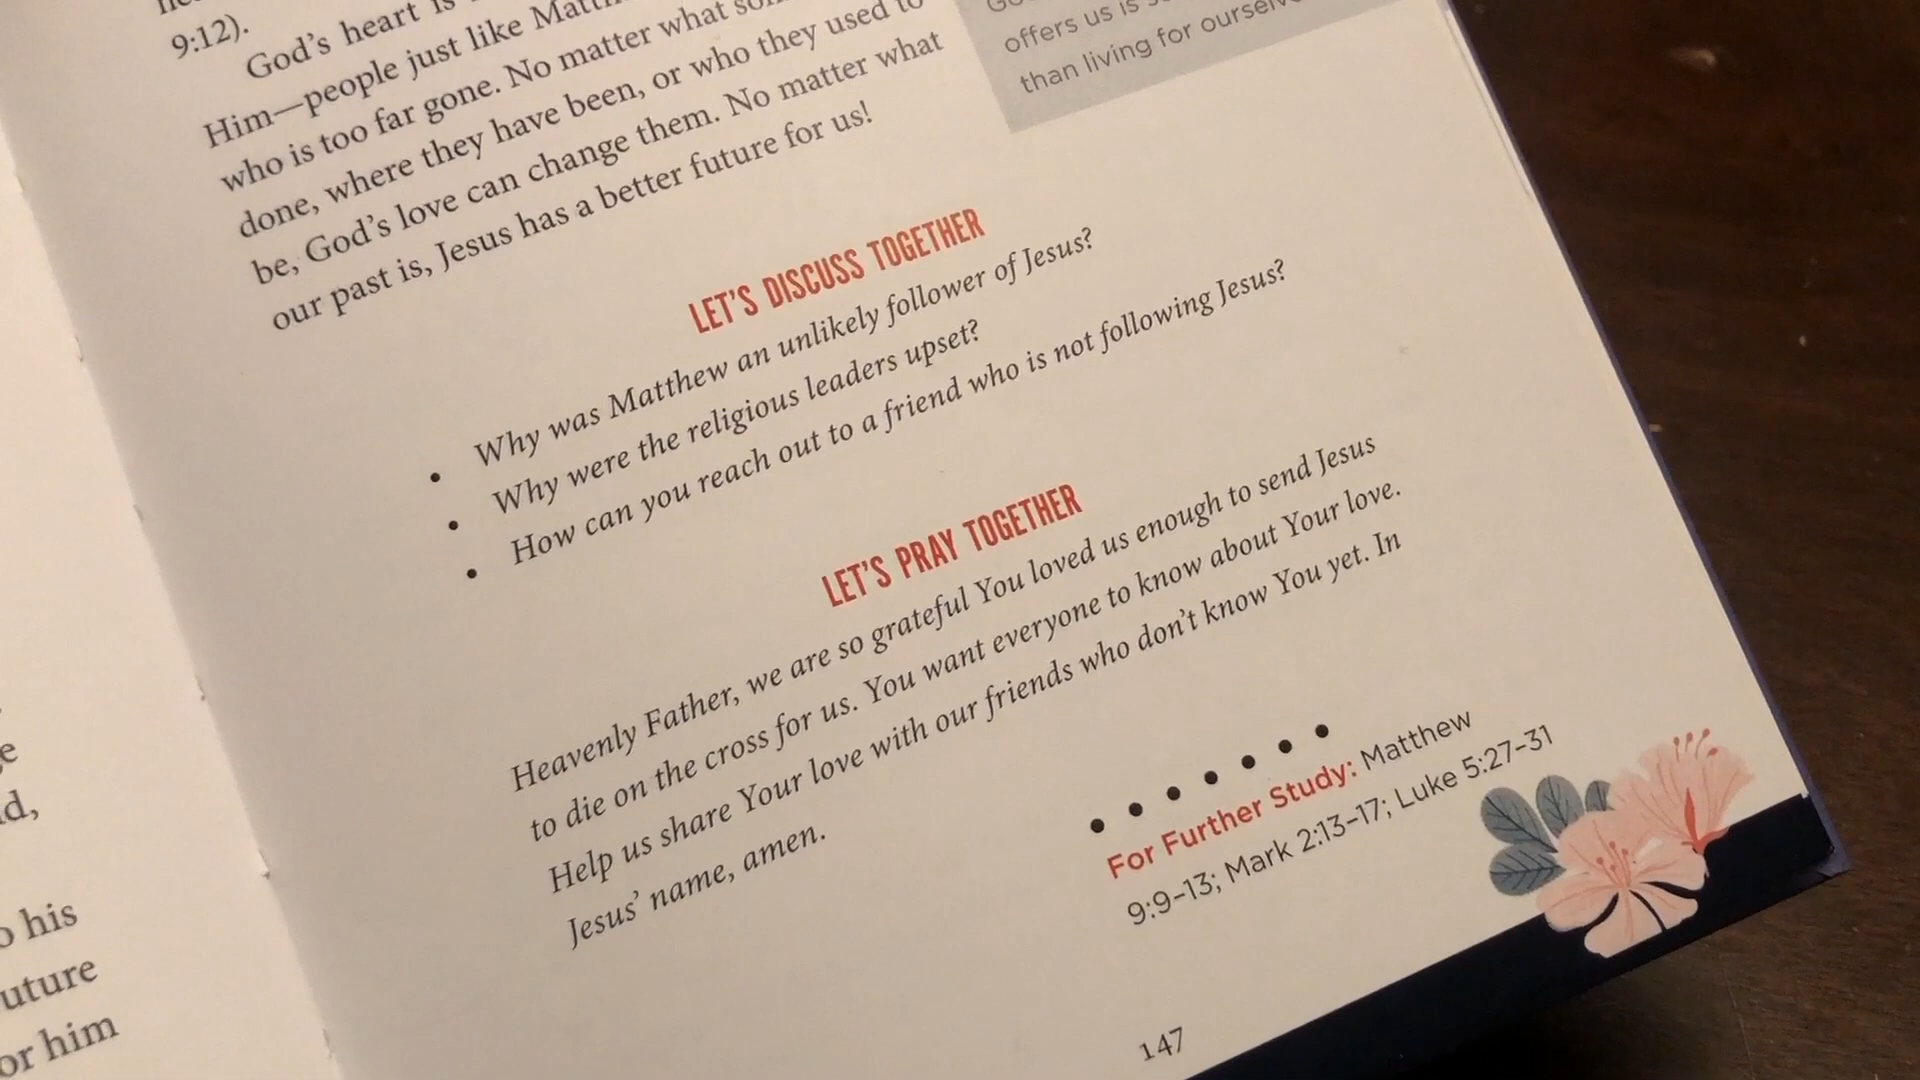 9:12).
God's heart is
Him—people just like
who is too far gone. No matter what
done, where they have been, or who they used to
be, God's love can change them. No matter what
our past is, Jesus has a better future for us!
offers us is
than living for
LET'S DISCUSS TOGETHER
• Why was Matthew an unlikely follower of Jesus?
• Why were the religious leaders upset?
• How can you reach out to a friend who is not following Jesus?
LET'S PRAY TOGETHER
Heavenly Father, we are so grateful You loved us enough to send Jesus
to die on the cross for us. You want everyone to know about Your love.
Help us share Your love with our friends who don't know You yet. In
Jesus' name, amen.
For Further Study: Matthew
9:9–13; Mark 2:13–17; Luke 5:27–31
147
his
him